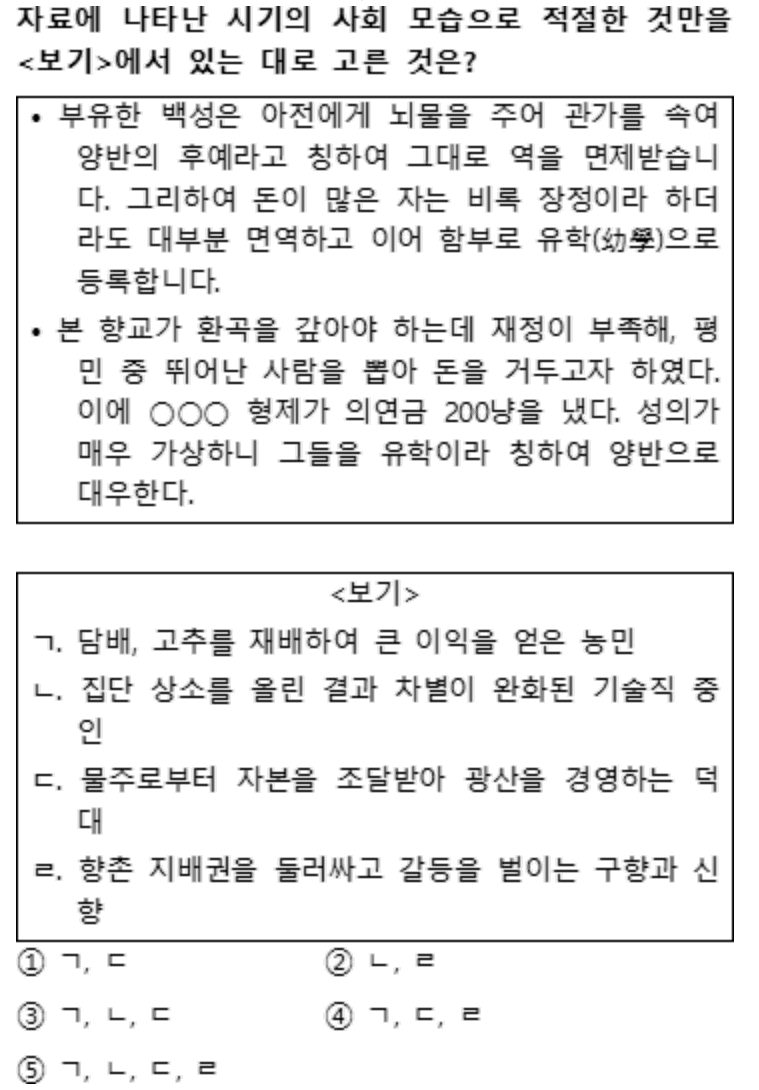 자료에 나타난 시기의 사회 모습으로 적절한 것만을
<보기>에서 있는 대로 고른 것은?
• 부유한 백성은 아전에게 뇌물을 주어 관가를 속여
양반의 후예라고 칭하여 그대로 역을 면제받습니
다. 그리하여 돈이 많은 자는 비록 장정이라 하더
라도 대부분 면역하고 이어 함부로 유학(幼學)으로
등록합니다.
• 본 향교가 환곡을 갚아야 하는데 재정이 부족해, 평
민 중 뛰어난 사람을 뽑아 돈을 거두고자 하였다.
이에 ○○○ 형제가 의연금 200냥을 냈다. 성의가
매우 가상하니 그들을 유학이라 칭하여 양반으로
대우한다.
<보기>
ㄱ. 담배, 고추를 재배하여 큰 이익을 얻은 농민
ㄴ. 집단 상소를 올린 결과 차별이 완화된 기술직 중
인
ㄷ. 물주로부터 자본을 조달받아 광산을 경영하는 덕
대
ㄹ. 향촌 지배권을 둘러싸고 갈등을 벌이는 구향과 신
향
① ㄱ, ㄷ ② ㄴ, ㄹ
③ ㄱ, ㄴ, ㄷ ④ ㄱ, ㄷ, ㄹ
⑤ ㄱ, ㄴ, ㄷ, ㄹ